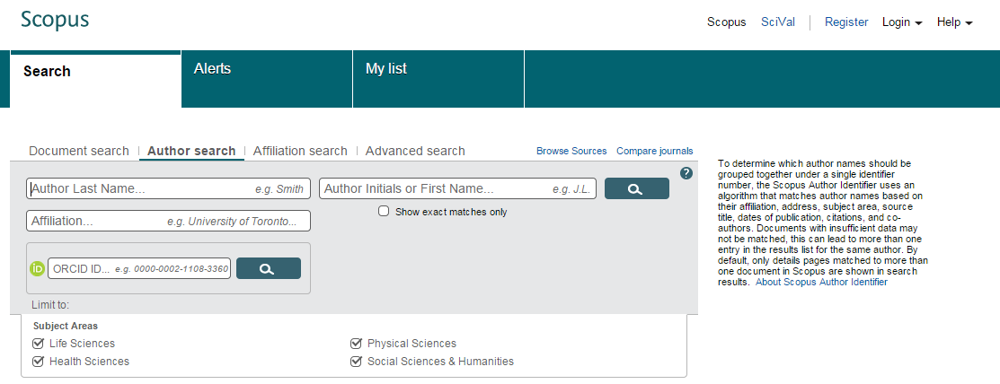 Scopus
Scopus SciVal Register Login Help
Search Alerts My list
Document search Author search Affiliation search Advanced search Browse Sources Compare journals
Author Last Name... e.g. Smith Author Initials or First Name... e.g. J.L. ?
Show exact matches only
Affiliation... e.g. University of Toronto...
iD ORCID ID... e.g. 0000-0002-1108-3360
Limit to:
Subject Areas
Life Sciences Physical Sciences
Health Sciences Social Sciences & Humanities
To determine which author names should be
grouped together under a single identifier
number, the Scopus Author Identifier uses an
algorithm that matches author names based on
their affiliation, address, subject area, source
title, dates of publication, citations, and co-
authors. Documents with insufficient data may
not be matched, this can lead to more than one
entry in the results list for the same author. By
default, only details pages matched to more than
one document in Scopus are shown in search
results. About Scopus Author Identifier